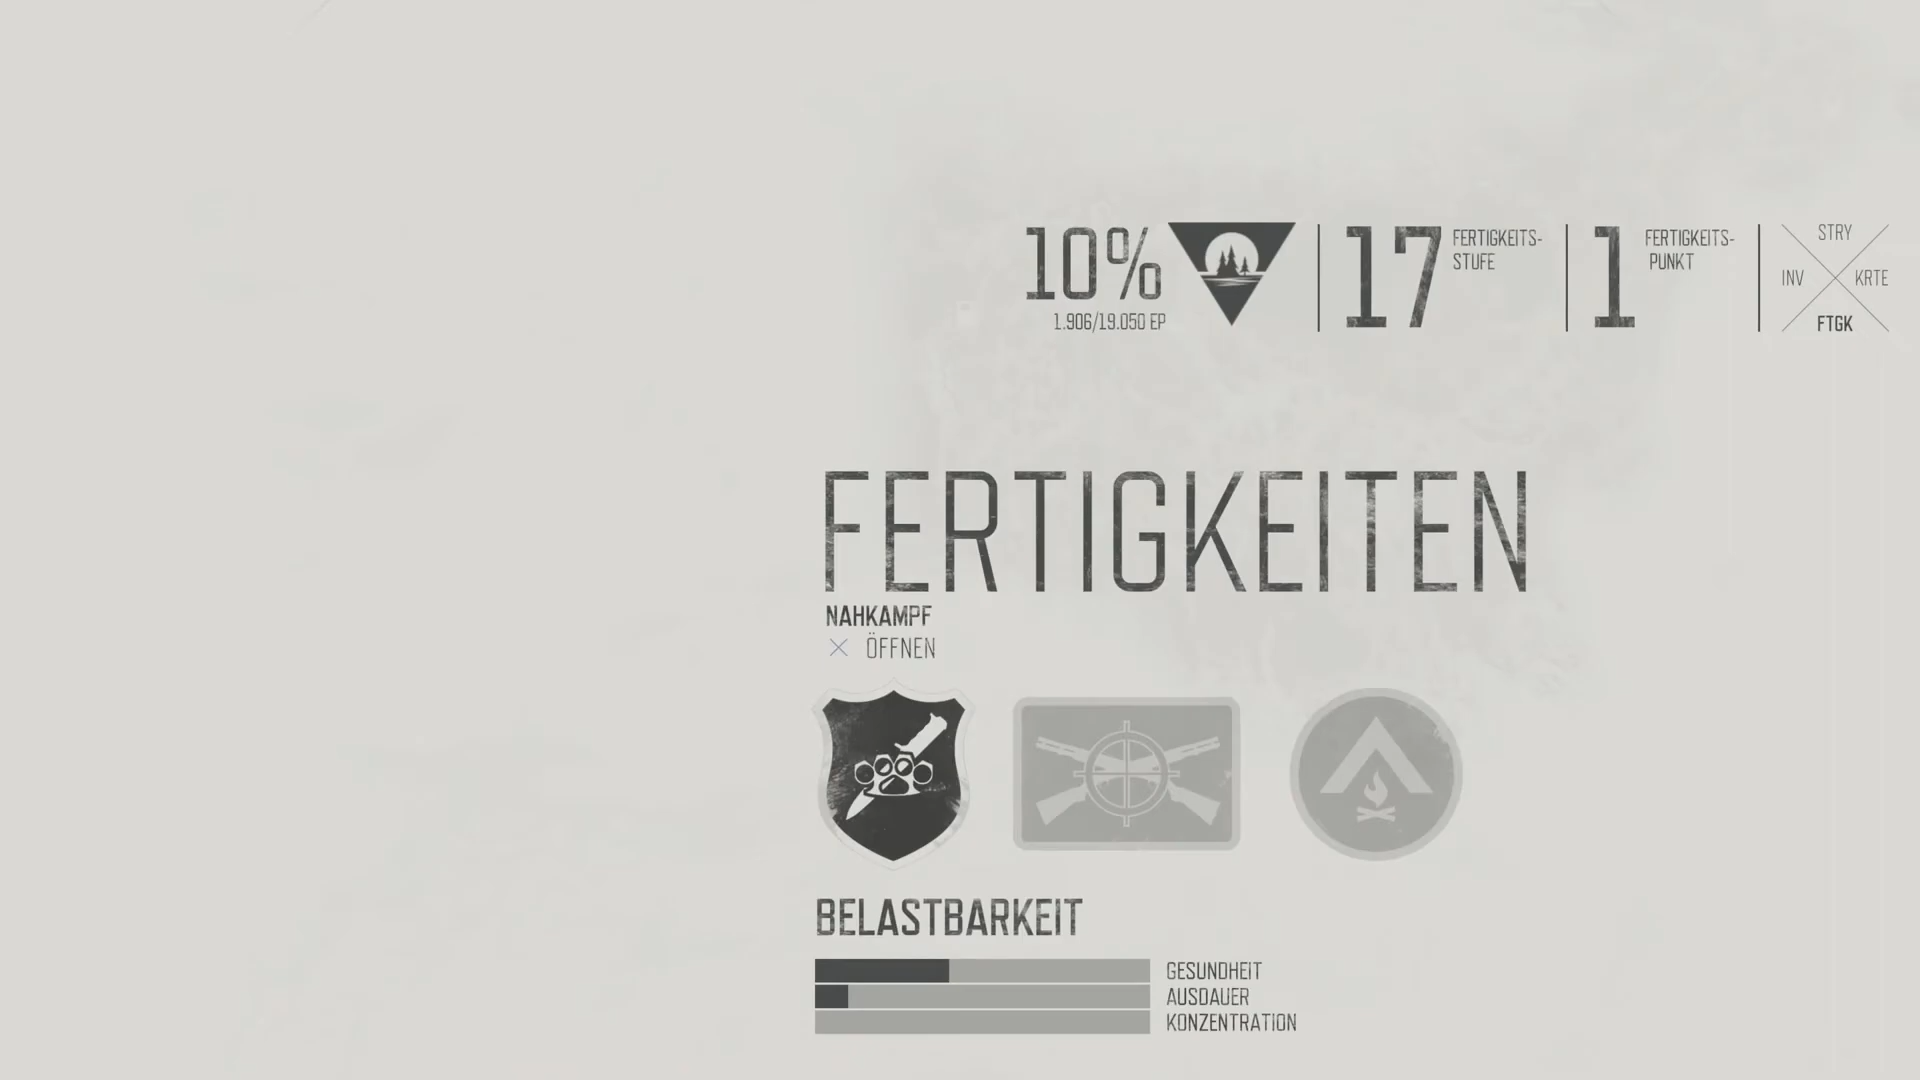 10%
1.906/19.050 EP
17 FERTIGKEITS-
STUFE
1 FERTIGKEITS-
PUNKT
STRY
INV KRTE
FTGK
FERTIGKEITEN
NAHKAMPF
ÖFFNEN
BELASTBARKEIT
GESUNDHEIT
AUSDAUER
KONZENTRATION